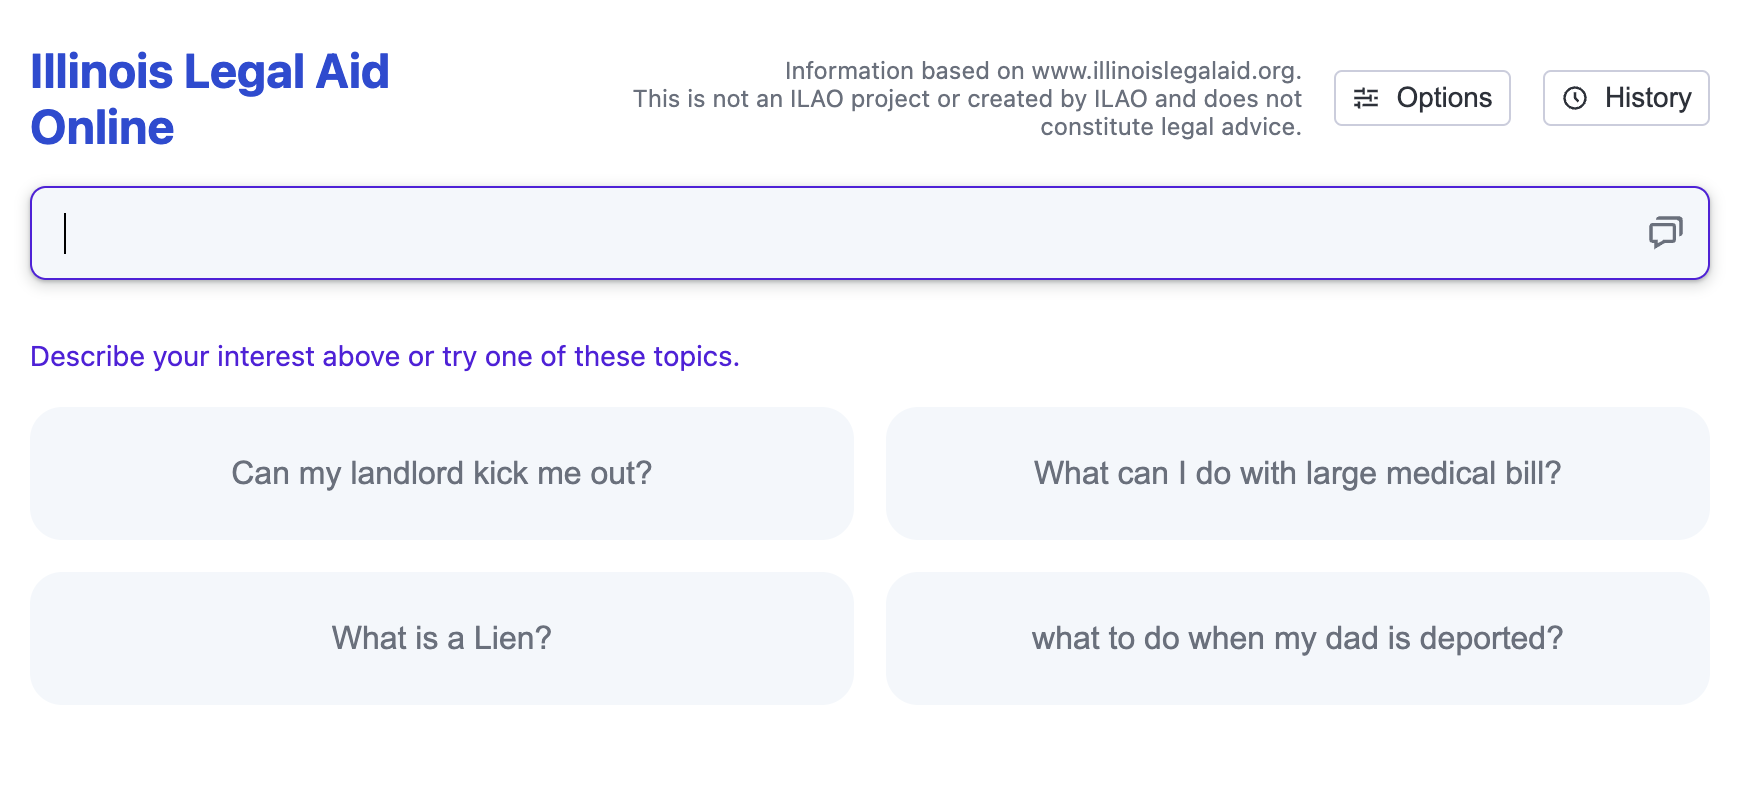 Illinois Legal Aid
Online
Information based on www.illinoislegalaid.org.
This is not an ILAO project or created by ILAO and does not
constitute legal advice.
Options
History
Describe your interest above or try one of these topics.
Can my landlord kick me out?
What can I do with large medical bill?
What is a Lien?
what to do when my dad is deported?